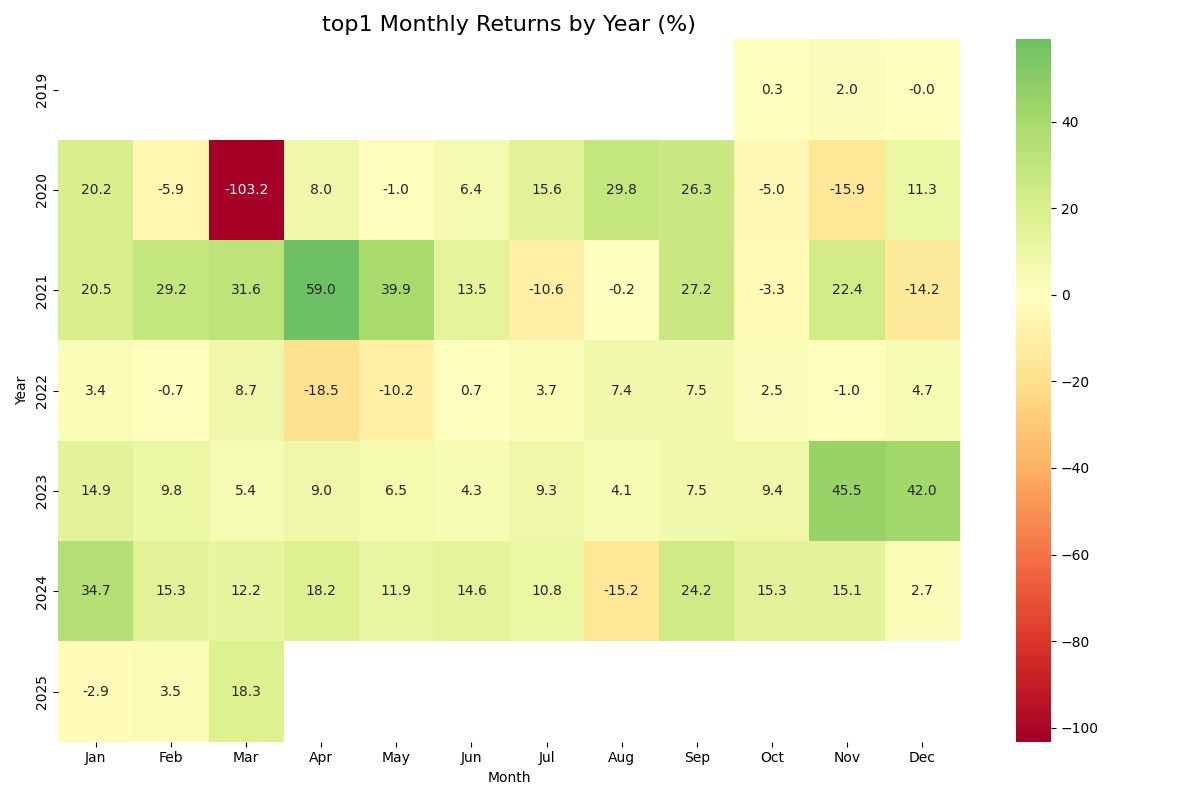 top1 Monthly Returns by Year (%)
2019 0.3 2.0 -0.0
2020 20.2 -5.9 -103.2 8.0 -1.0 6.4 15.6 29.8 26.3 -5.0 -15.9 11.3
2021 20.5 29.2 31.6 59.0 39.9 13.5 -10.6 -0.2 27.2 -3.3 22.4 -14.2
2022 3.4 -0.7 8.7 -18.5 -10.2 0.7 3.7 7.4 7.5 2.5 -1.0 4.7
2023 14.9 9.8 5.4 9.0 6.5 4.3 9.3 4.1 7.5 9.4 45.5 42.0
2024 34.7 15.3 12.2 18.2 11.9 14.6 10.8 -15.2 24.2 15.3 15.1 2.7
2025 -2.9 3.5 18.3
Jan Feb Mar Apr May Jun Jul Aug Sep Oct Nov Dec
Month
Year
40
20
0
−20
−40
−60
−80
−100